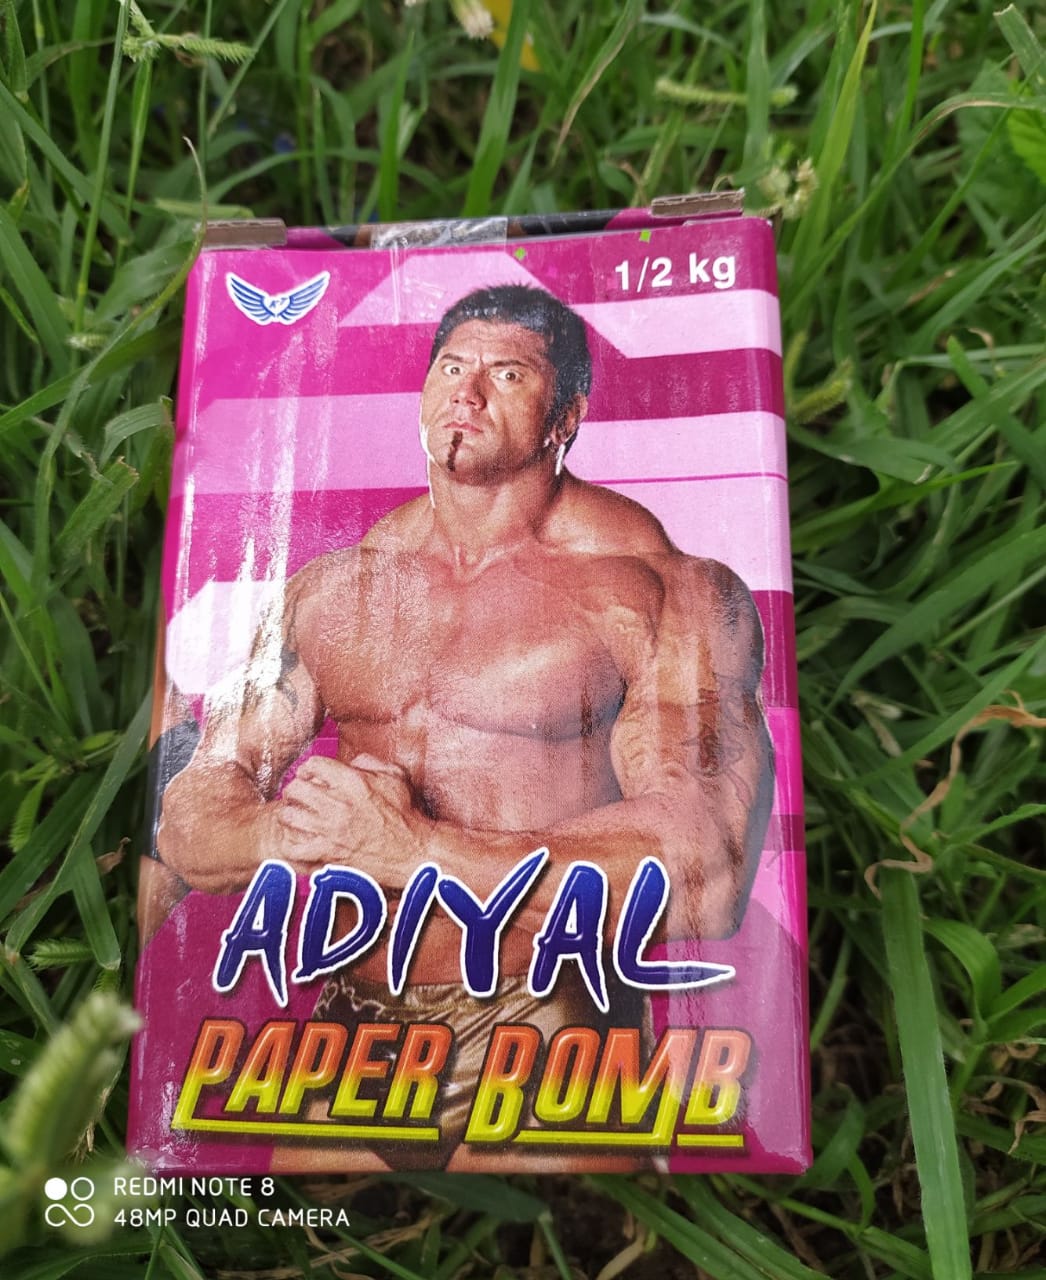 1/2 kg
ADIYAL
PAPER BOMB
REDMI NOTE 8
48MP QUAD CAMERA